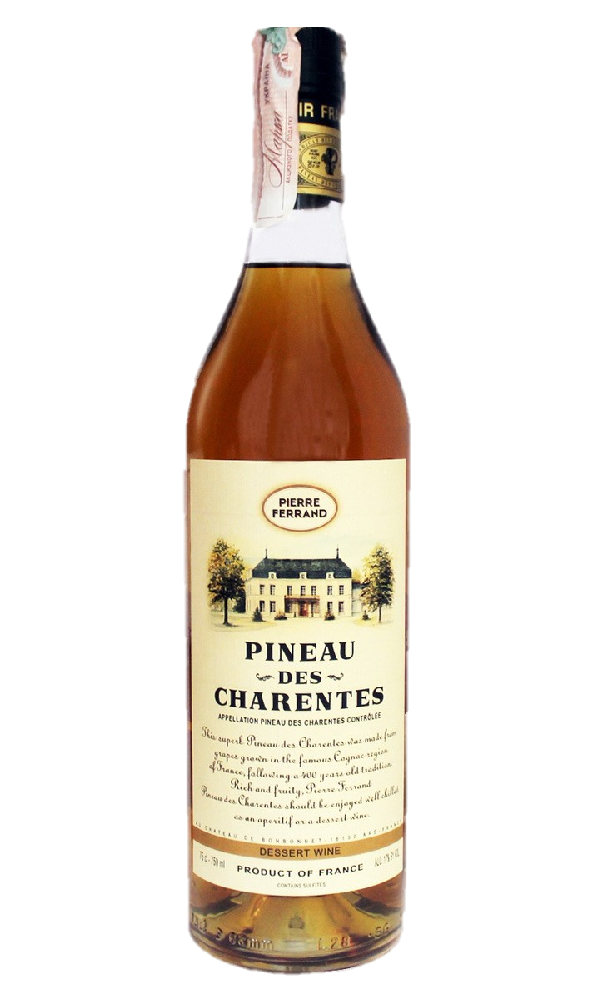 УКРАЇНА
АІ
Марка
АКЦИЗНОГО ПОДАТКУ
IR FRA
PIERRE
FERRAND
PINEAU
DES
CHARENTES
APPELLATION PINEAU DES CHARENTES CONTRÔLÉE
This superb Pineau des Charentes was made from
grapes grown in the famous Cognac region
of France, following a 400 years old tradition.
Rich and fruity, Pierre Ferrand
Pineau des Charentes should be enjoyed well chilled
as an aperitif or a dessert wine.
CHATEAU DE BONBONNET-16130 ARS-FRANCE
DESSERT WINE
75 cl - 750 ml
ALC 17% BY VOL.
PRODUCT OF FRANCE
CONTAINS SULFITES
68mm